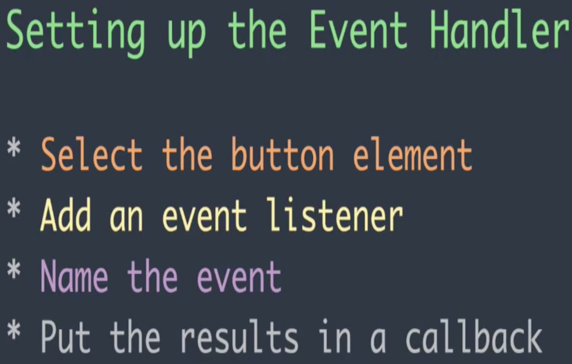 Setting up the Event Handler
* Select the button element
* Add an event listener
* Name the event
* Put the results in a callback